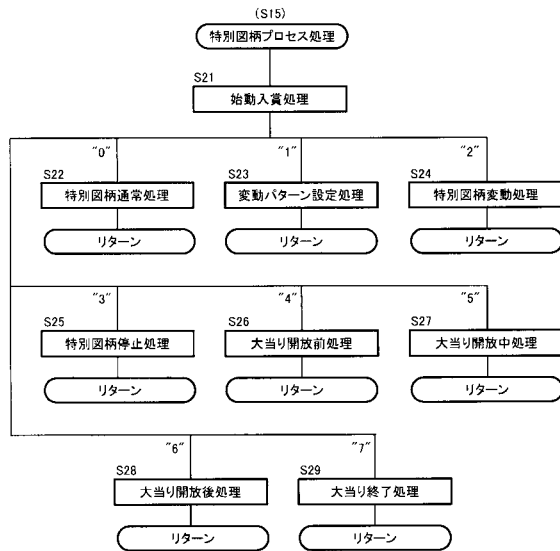 (S15)
特別図柄プロセス処理
S21
始動入賞処理
"0"
"1"
"2"
S22
S23
S24
特別図柄通常処理
変動パターン設定処理
特別図柄変動処理
リターン
リターン
リターン
"3"
"4"
"5"
S25
S26
S27
特別図柄停止処理
大当り開放前処理
大当り開放中処理
リターン
リターン
リターン
"6"
"7"
S28
S29
大当り開放後処理
大当り終了処理
リターン
リターン